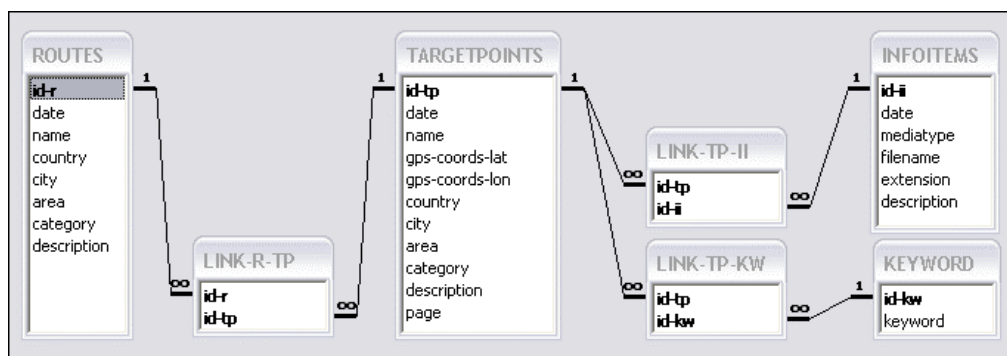 ROUTES
id-r
date
name
country
city
area
category
description
1
∞
LINK-R-TP
id-r
id-tp
∞
1
TARGETPOINTS
id-tp
date
name
gps-coords-lat
gps-coords-lon
country
city
area
category
description
page
1
∞
LINK-TP-II
id-tp
id-ii
∞
1
∞
LINK-TP-KW
id-tp
id-kw
∞
1
INFOITEMS
id-ii
date
mediatype
filename
extension
description
KEYWORD
id-kw
keyword